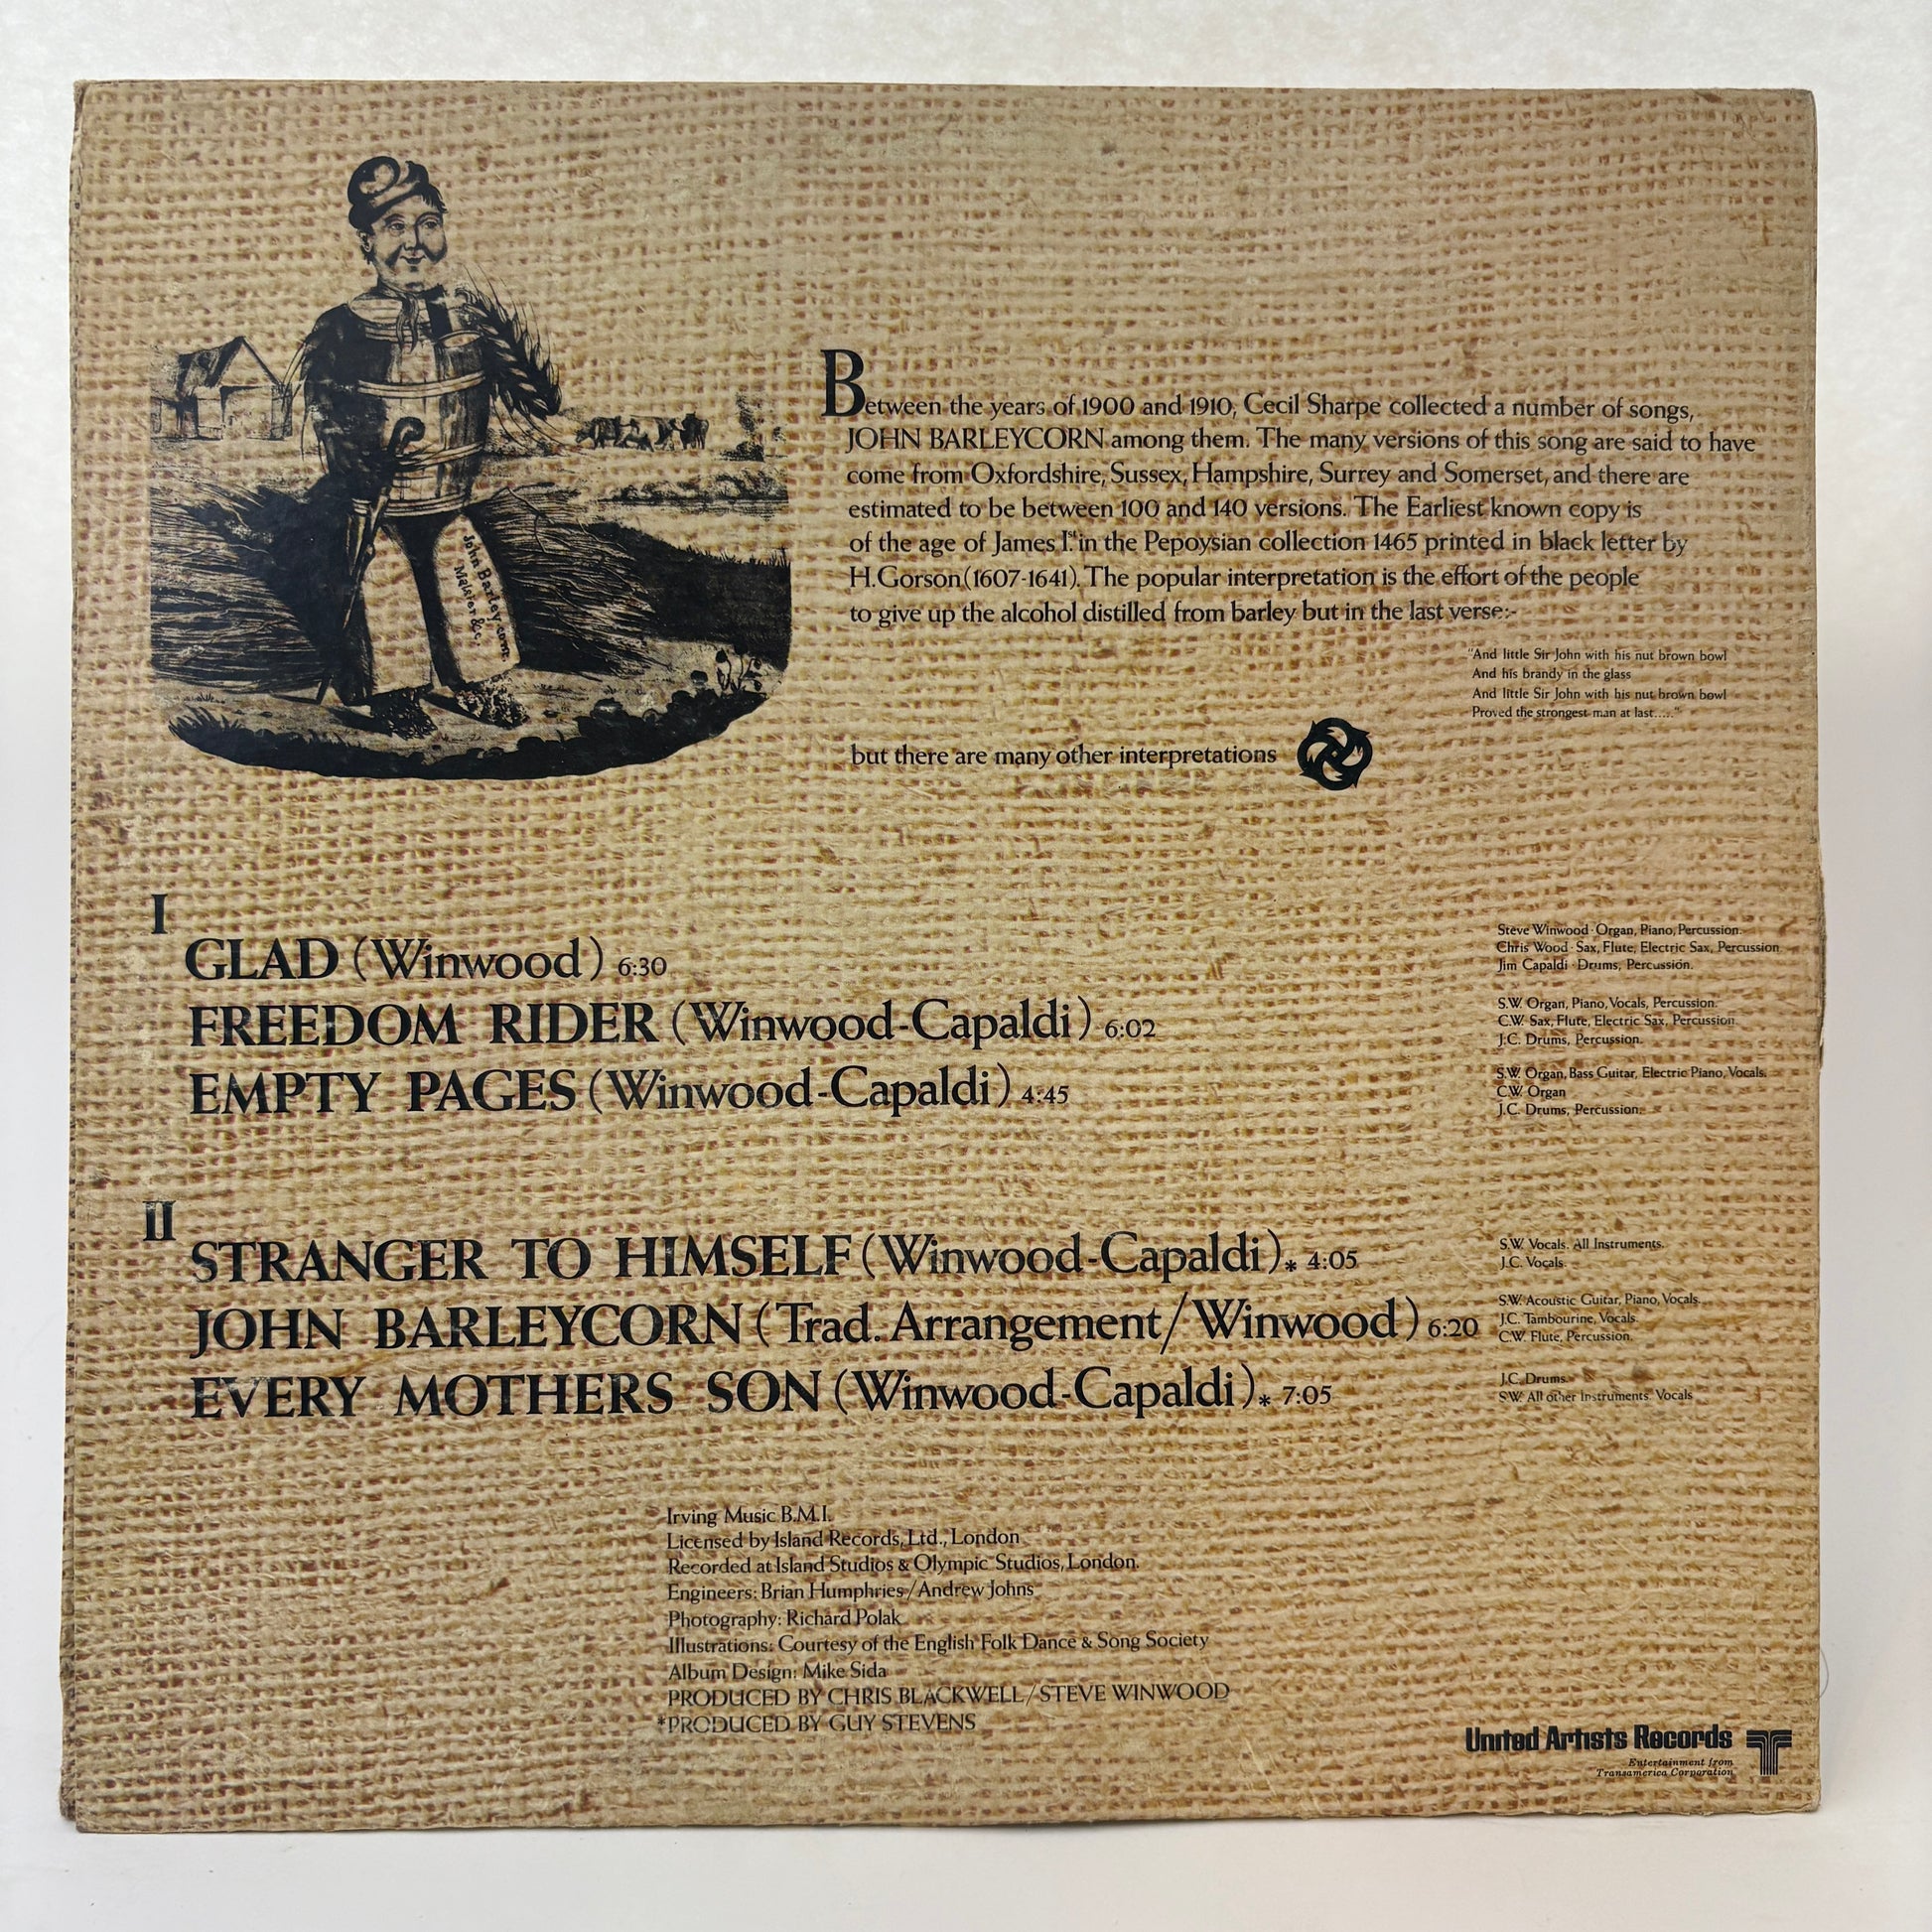 John Barleycorn
Malster &c.
Between the years of 1900 and 1910, Cecil Sharpe collected a number of songs,
JOHN BARLEYCORN among them. The many versions of this song are said to have
come from Oxfordshire, Sussex, Hampshire, Surrey and Somerset, and there are
estimated to be between 100 and 140 versions. The Earliest known copy is
of the age of James I.st in the Pepoysian collection 1465 printed in black letter by
H.Gorson(1607-1641). The popular interpretation is the effort of the people
to give up the alcohol distilled from barley but in the last verse:-
"And little Sir John with his nut brown bowl
And his brandy in the glass
And little Sir John with his nut brown bowl
Proved the strongest man at last....."
but there are many other interpretations
I
GLAD (Winwood) 6:30
Steve Winwood · Organ, Piano, Percussion.
Chris Wood · Sax, Flute, Electric Sax, Percussion
Jim Capaldi · Drums, Percussion.
FREEDOM RIDER (Winwood-Capaldi) 6:02
S.W. Organ, Piano, Vocals, Percussion.
C.W. Sax, Flute, Electric Sax, Percussion
J.C. Drums, Percussion.
EMPTY PAGES (Winwood-Capaldi) 4:45
S.W. Organ, Bass Guitar, Electric Piano, Vocals.
C.W. Organ
J.C. Drums, Percussion.
II
STRANGER TO HIMSELF (Winwood-Capaldi)* 4:05
S.W. Vocals. All Instruments.
J.C. Vocals.
JOHN BARLEYCORN (Trad. Arrangement/Winwood) 6:20
S.W. Acoustic Guitar, Piano, Vocals.
J.C. Tambourine, Vocals.
C.W. Flute, Percussion.
EVERY MOTHERS SON (Winwood-Capaldi)* 7:05
J.C. Drums
S.W. All other Instruments. Vocals
Irving Music B.M.I.
Licensed by Island Records, Ltd., London
Recorded at Island Studios & Olympic Studios, London.
Engineers: Brian Humphries/Andrew Johns
Photography: Richard Polak
Illustrations: Courtesy of the English Folk Dance & Song Society
Album Design: Mike Sida
PRODUCED BY CHRIS BLACKWELL/STEVE WINWOOD
*PRODUCED BY GUY STEVENS
United Artists Records
Entertainment from
Transamerica Corporation